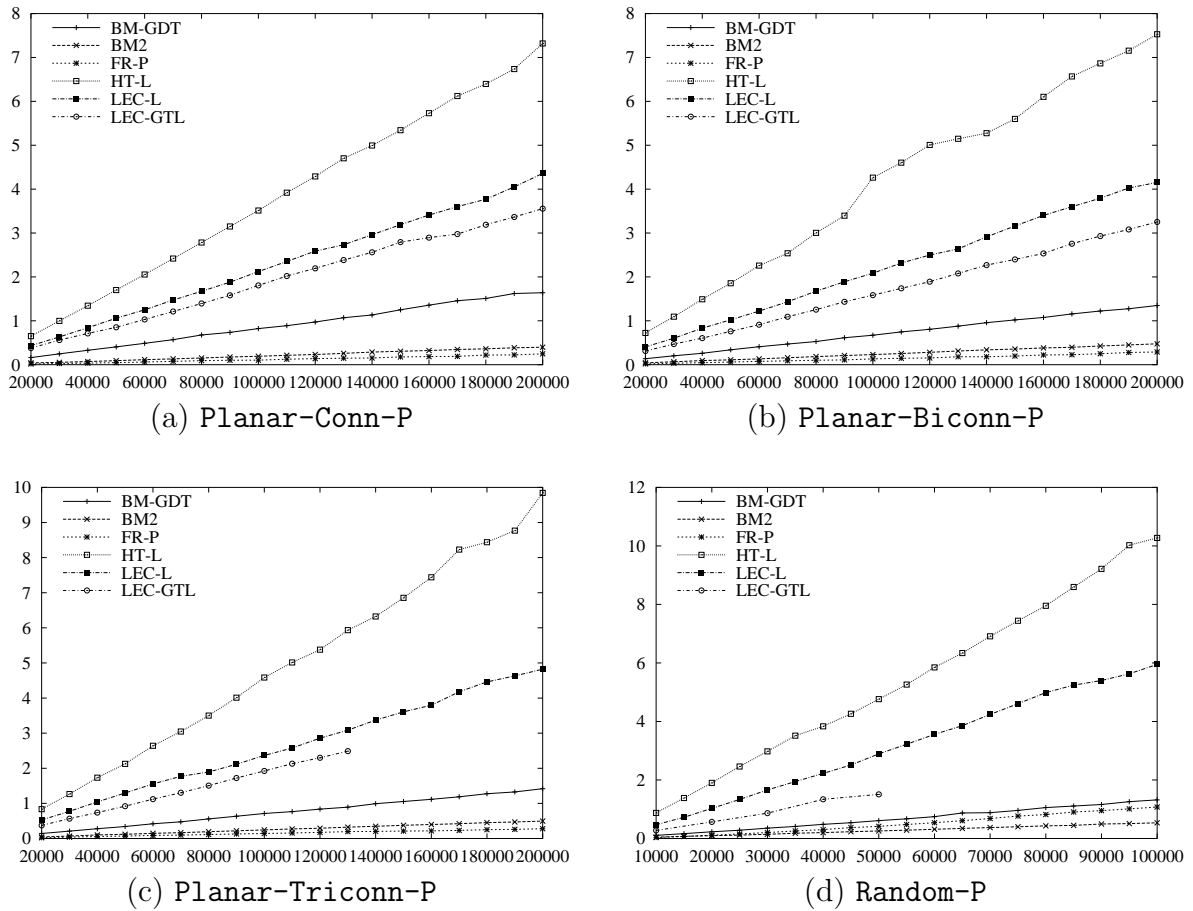 8
7
6
5
4
3
2
1
0
BM-GDT
BM2
FR-P
HT-L
LEC-L
LEC-GTL
20000 40000 60000 80000 100000 120000 140000 160000 180000 200000
(a) Planar-Conn-P
8
7
6
5
4
3
2
1
0
BM-GDT
BM2
FR-P
HT-L
LEC-L
LEC-GTL
20000 40000 60000 80000 100000 120000 140000 160000 180000 200000
(b) Planar-Biconn-P
10
9
8
7
6
5
4
3
2
1
0
BM-GDT
BM2
FR-P
HT-L
LEC-L
LEC-GTL
20000 40000 60000 80000 100000 120000 140000 160000 180000 200000
(c) Planar-Triconn-P
12
10
8
6
4
2
0
BM-GDT
BM2
FR-P
HT-L
LEC-L
LEC-GTL
10000 20000 30000 40000 50000 60000 70000 80000 90000 100000
(d) Random-P